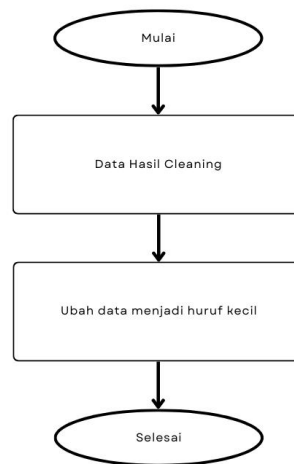 Mulai
Data Hasil Cleaning
Ubah data menjadi huruf kecil
Selesai